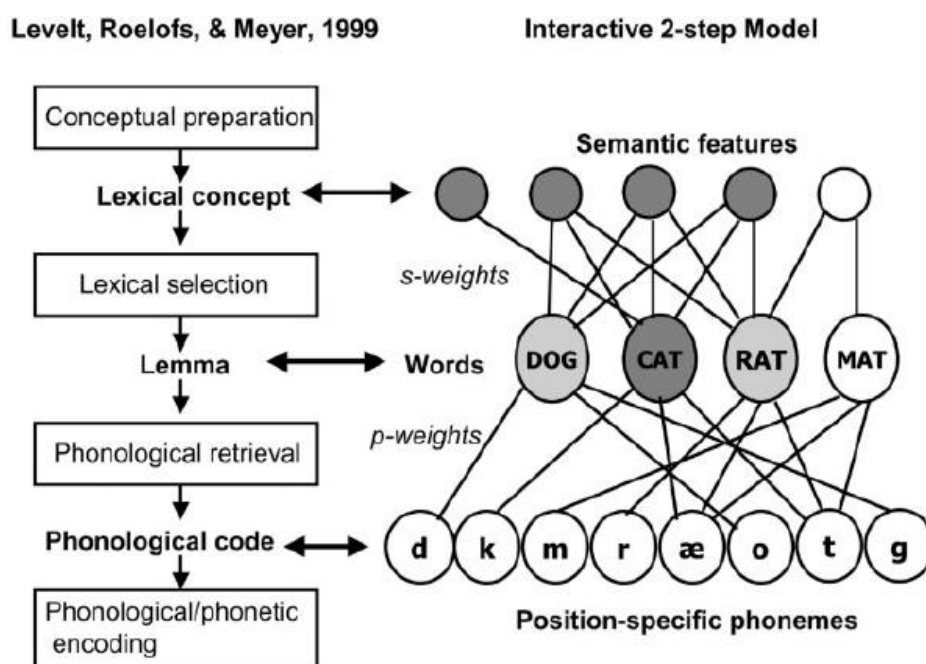 Levelt, Roelofs, & Meyer, 1999
Interactive 2-step Model
Conceptual preparation
Semantic features
Lexical concept
s-weights
Lexical selection
Lemma
Words
DOG
CAT
RAT
MAT
p-weights
Phonological retrieval
Phonological code
d
k
m
r
æ
o
t
g
Phonological/phonetic
encoding
Position-specific phonemes